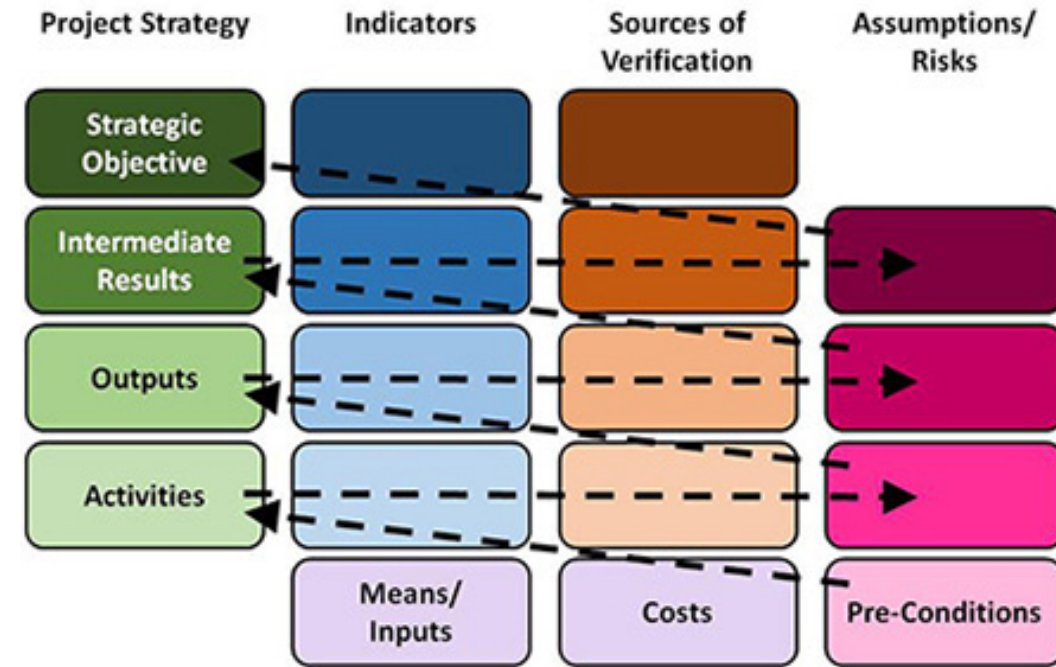 Project Strategy
Indicators
Sources of
Verification
Assumptions/
Risks
Strategic
Objective
Intermediate
Results
Outputs
Activities
Means/
Inputs
Costs
Pre-Conditions